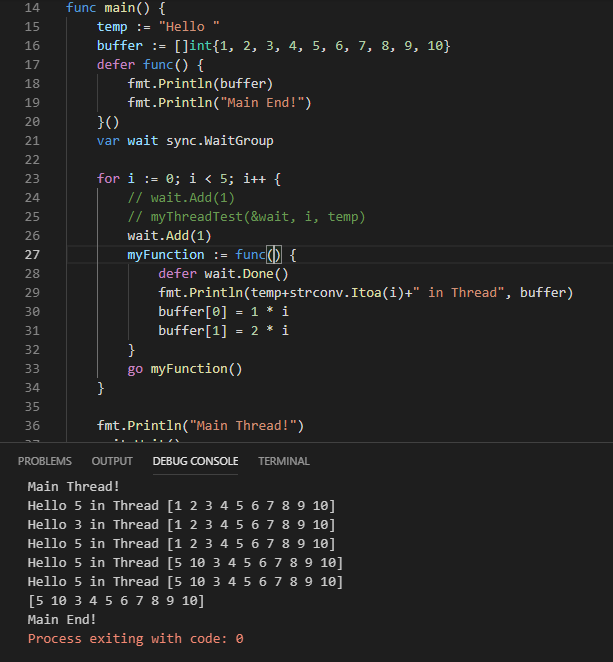 14 func main() {
15 temp := "Hello "
16 buffer := []int{1, 2, 3, 4, 5, 6, 7, 8, 9, 10}
17 defer func() {
18 fmt.Println(buffer)
19 fmt.Println("Main End!")
20 }()
21 var wait sync.WaitGroup
22
23 for i := 0; i < 5; i++ {
24 // wait.Add(1)
25 // myThreadTest(&wait, i, temp)
26 wait.Add(1)
27 myFunction := func() {
28 defer wait.Done()
29 fmt.Println(temp+strconv.Itoa(i)+" in Thread", buffer)
30 buffer[0] = 1 * i
31 buffer[1] = 2 * i
32 }
33 go myFunction()
34 }
35
36 fmt.Println("Main Thread!")
PROBLEMS OUTPUT DEBUG CONSOLE TERMINAL
Main Thread!
Hello 5 in Thread [1 2 3 4 5 6 7 8 9 10]
Hello 3 in Thread [1 2 3 4 5 6 7 8 9 10]
Hello 5 in Thread [1 2 3 4 5 6 7 8 9 10]
Hello 5 in Thread [5 10 3 4 5 6 7 8 9 10]
Hello 5 in Thread [5 10 3 4 5 6 7 8 9 10]
[5 10 3 4 5 6 7 8 9 10]
Main End!
Process exiting with code: 0